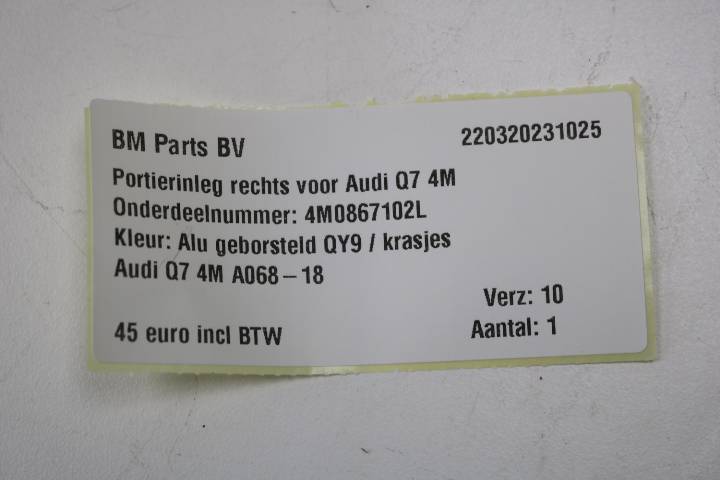 BM Parts BV 220320231025
Portierinleg rechts voor Audi Q7 4M
Onderdeelnummer: 4M0867102L
Kleur: Alu geborsteld QY9 / krasjes
Audi Q7 4M A068-18
Verz: 10
45 euro incl BTW Aantal: 1